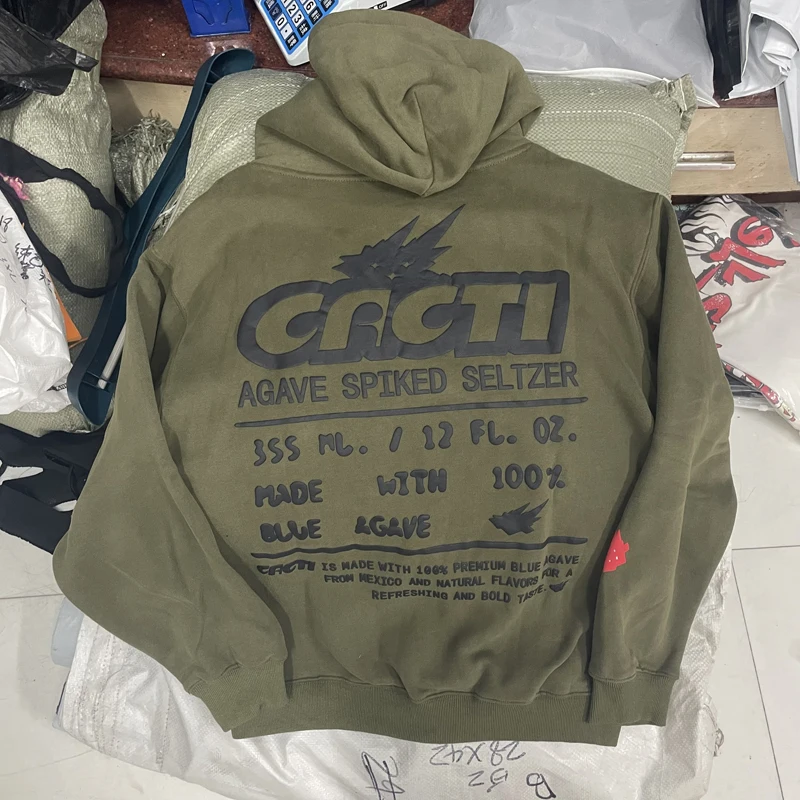 CACTI
AGAVE SPIKED SELTZER
355 ML. / 12 FL. OZ.
MADE WITH 100%
BLUE AGAVE
CACTI IS MADE WITH 100% PREMIUM BLUE AGAVE
FROM MEXICO AND NATURAL FLAVORS FOR A
REFRESHING AND BOLD TASTE.